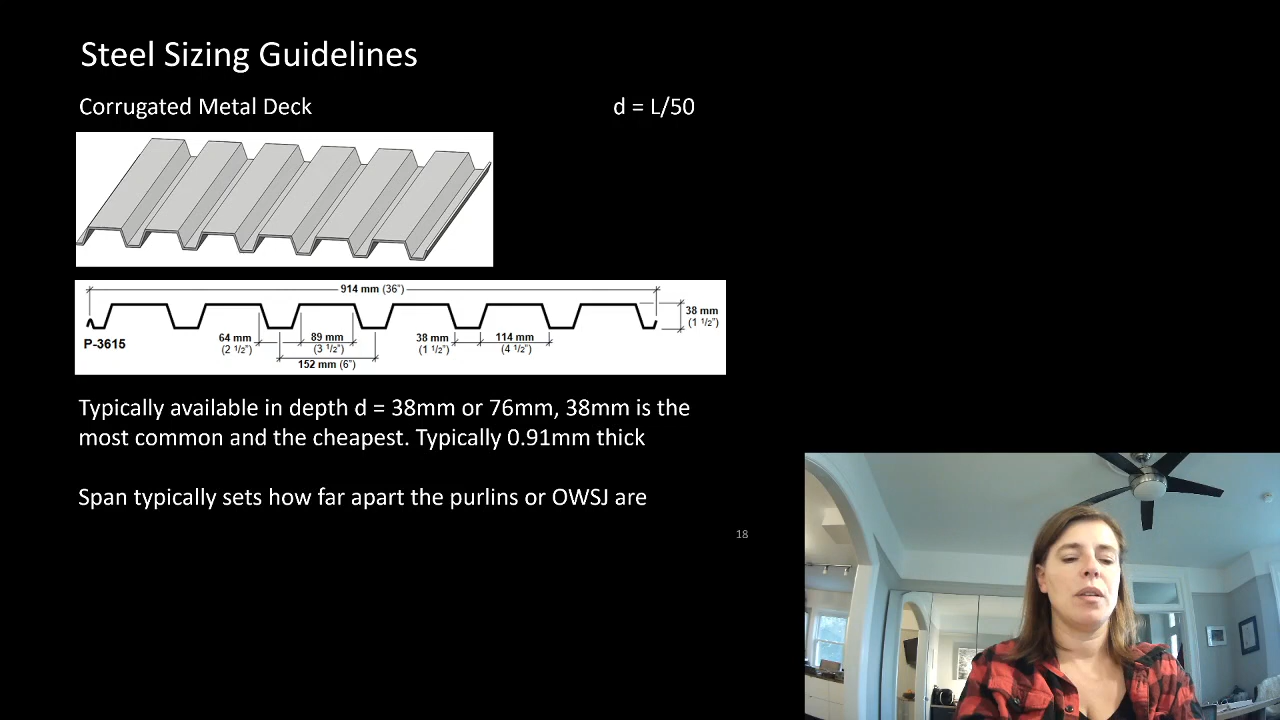 Steel Sizing Guidelines
Corrugated Metal Deck d = L/50
914 mm (36")
38 mm
(1 1/2")
64 mm
(2 1/2")
89 mm
(3 1/2")
38 mm
(1 1/2")
114 mm
(4 1/2")
P-3615
152 mm (6")
Typically available in depth d = 38mm or 76mm, 38mm is the
most common and the cheapest. Typically 0.91mm thick
Span typically sets how far apart the purlins or OWSJ are
18